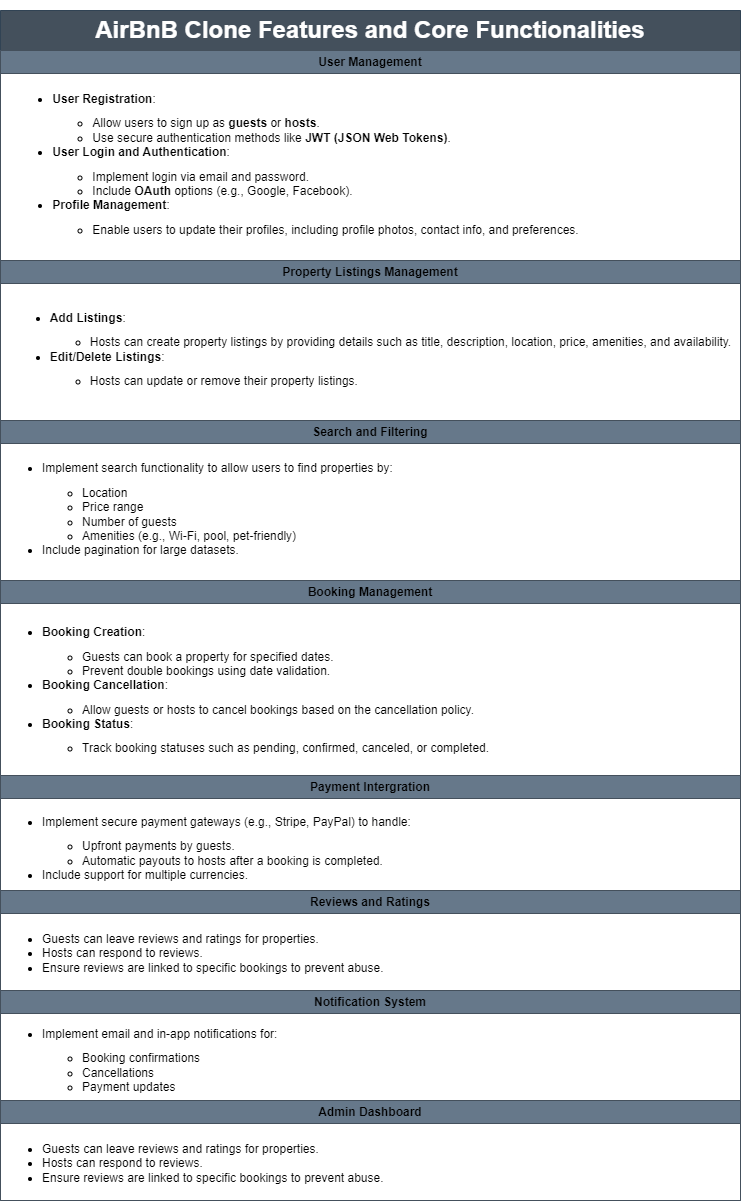 AirBnB Clone Features and Core Functionalities
User Management
User Registration:
Allow users to sign up as guests or hosts.
Use secure authentication methods like JWT (JSON Web Tokens).
User Login and Authentication:
Implement login via email and password.
Include OAuth options (e.g., Google, Facebook).
Profile Management:
Enable users to update their profiles, including profile photos, contact info, and preferences.
Property Listings Management
Add Listings:
Hosts can create property listings by providing details such as title, description, location, price, amenities, and availability.
Edit/Delete Listings:
Hosts can update or remove their property listings.
Search and Filtering
Implement search functionality to allow users to find properties by:
Location
Price range
Number of guests
Amenities (e.g., Wi-Fi, pool, pet-friendly)
Include pagination for large datasets.
Booking Management
Booking Creation:
Guests can book a property for specified dates.
Prevent double bookings using date validation.
Booking Cancellation:
Allow guests or hosts to cancel bookings based on the cancellation policy.
Booking Status:
Track booking statuses such as pending, confirmed, canceled, or completed.
Payment Intergration
Implement secure payment gateways (e.g., Stripe, PayPal) to handle:
Upfront payments by guests.
Automatic payouts to hosts after a booking is completed.
Include support for multiple currencies.
Reviews and Ratings
Guests can leave reviews and ratings for properties.
Hosts can respond to reviews.
Ensure reviews are linked to specific bookings to prevent abuse.
Notification System
Implement email and in-app notifications for:
Booking confirmations
Cancellations
Payment updates
Admin Dashboard
Guests can leave reviews and ratings for properties.
Hosts can respond to reviews.
Ensure reviews are linked to specific bookings to prevent abuse.